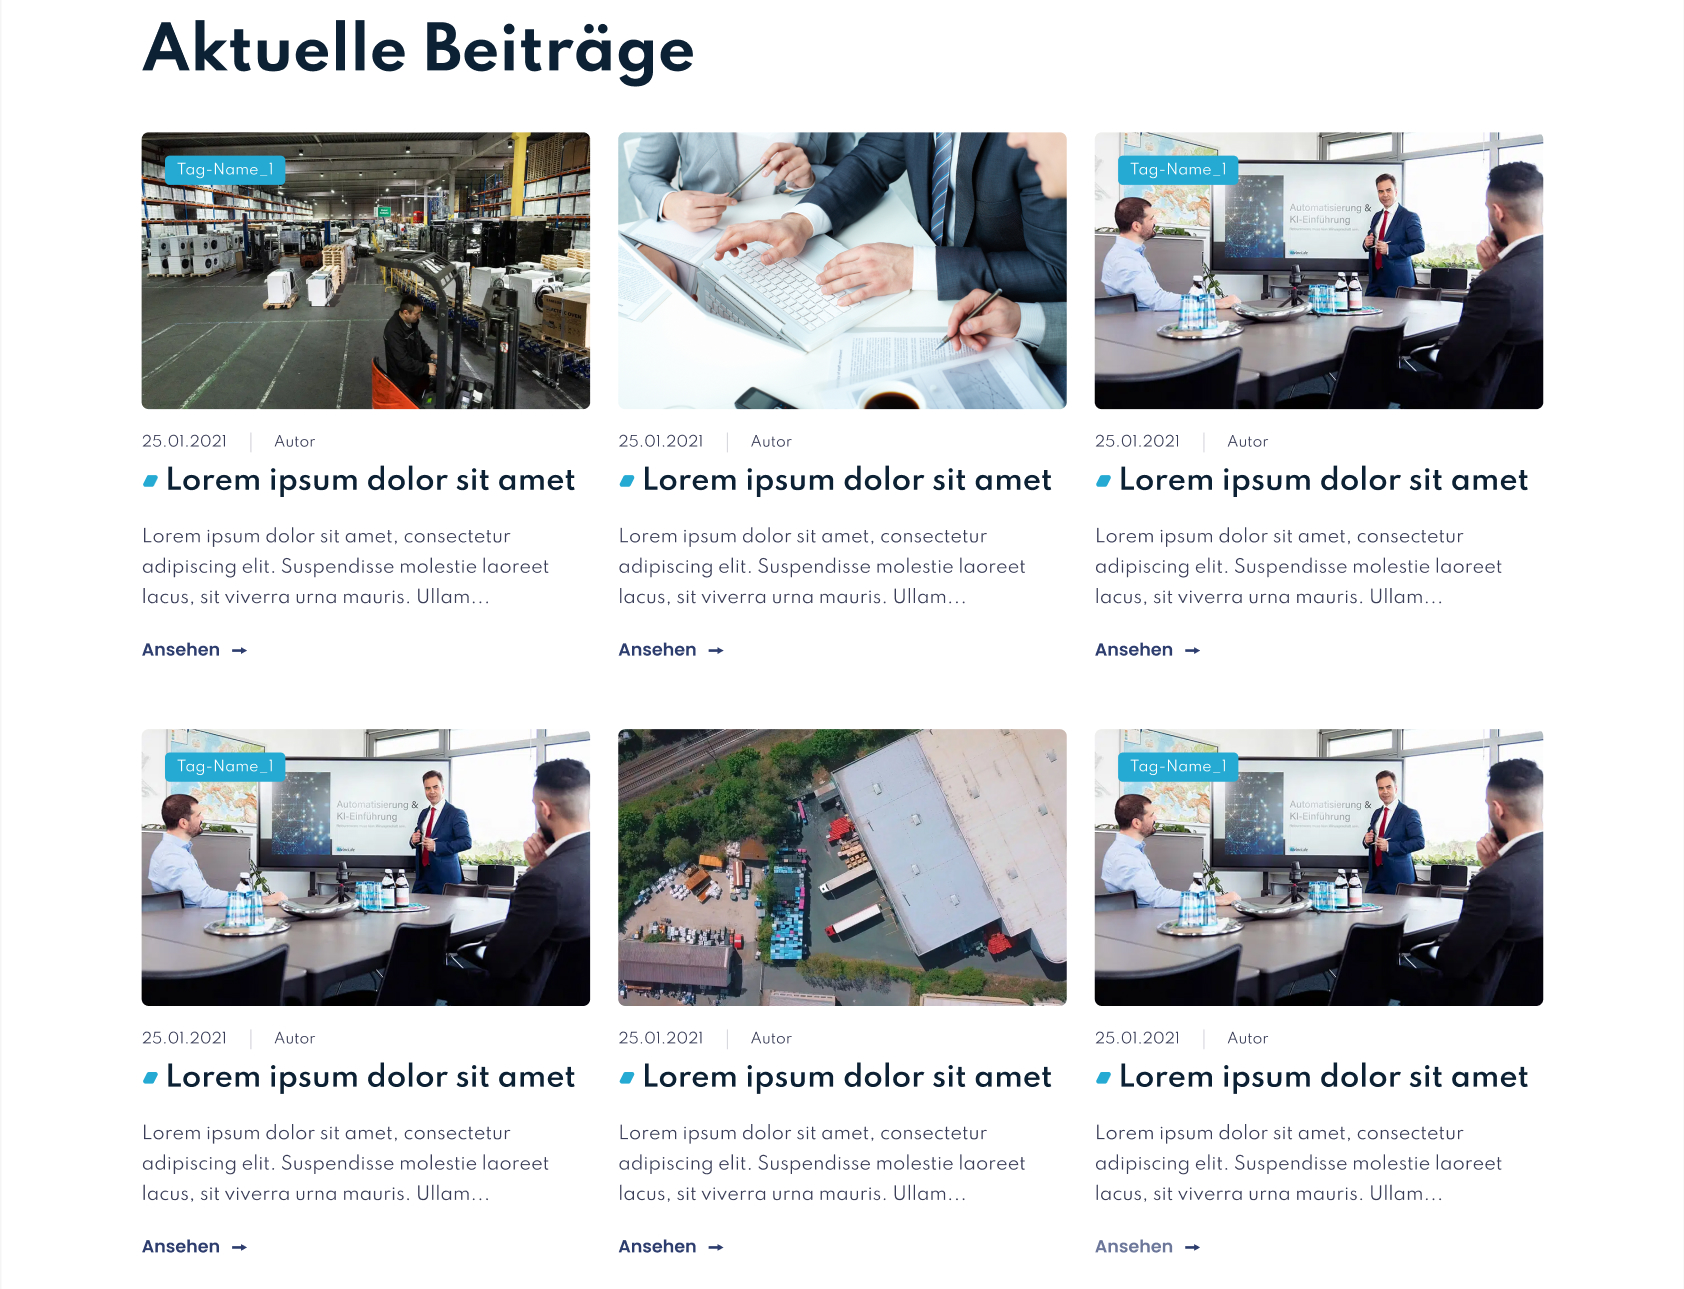 Aktuelle Beiträge
Tag-Name_1
25.01.2021 | Autor
Lorem ipsum dolor sit amet
Lorem ipsum dolor sit amet, consectetur
adipiscing elit. Suspendisse molestie laoreet
lacus, sit viverra urna mauris. Ullam...
Ansehen →
25.01.2021 | Autor
Lorem ipsum dolor sit amet
Lorem ipsum dolor sit amet, consectetur
adipiscing elit. Suspendisse molestie laoreet
lacus, sit viverra urna mauris. Ullam...
Ansehen →
Tag-Name_1
Automatisierung &
KI-Einführung
25.01.2021 | Autor
Lorem ipsum dolor sit amet
Lorem ipsum dolor sit amet, consectetur
adipiscing elit. Suspendisse molestie laoreet
lacus, sit viverra urna mauris. Ullam...
Ansehen →
Tag-Name_1
Automatisierung &
KI-Einführung
25.01.2021 | Autor
Lorem ipsum dolor sit amet
Lorem ipsum dolor sit amet, consectetur
adipiscing elit. Suspendisse molestie laoreet
lacus, sit viverra urna mauris. Ullam...
Ansehen →
25.01.2021 | Autor
Lorem ipsum dolor sit amet
Lorem ipsum dolor sit amet, consectetur
adipiscing elit. Suspendisse molestie laoreet
lacus, sit viverra urna mauris. Ullam...
Ansehen →
Tag-Name_1
Automatisierung &
KI-Einführung
25.01.2021 | Autor
Lorem ipsum dolor sit amet
Lorem ipsum dolor sit amet, consectetur
adipiscing elit. Suspendisse molestie laoreet
lacus, sit viverra urna mauris. Ullam...
Ansehen →